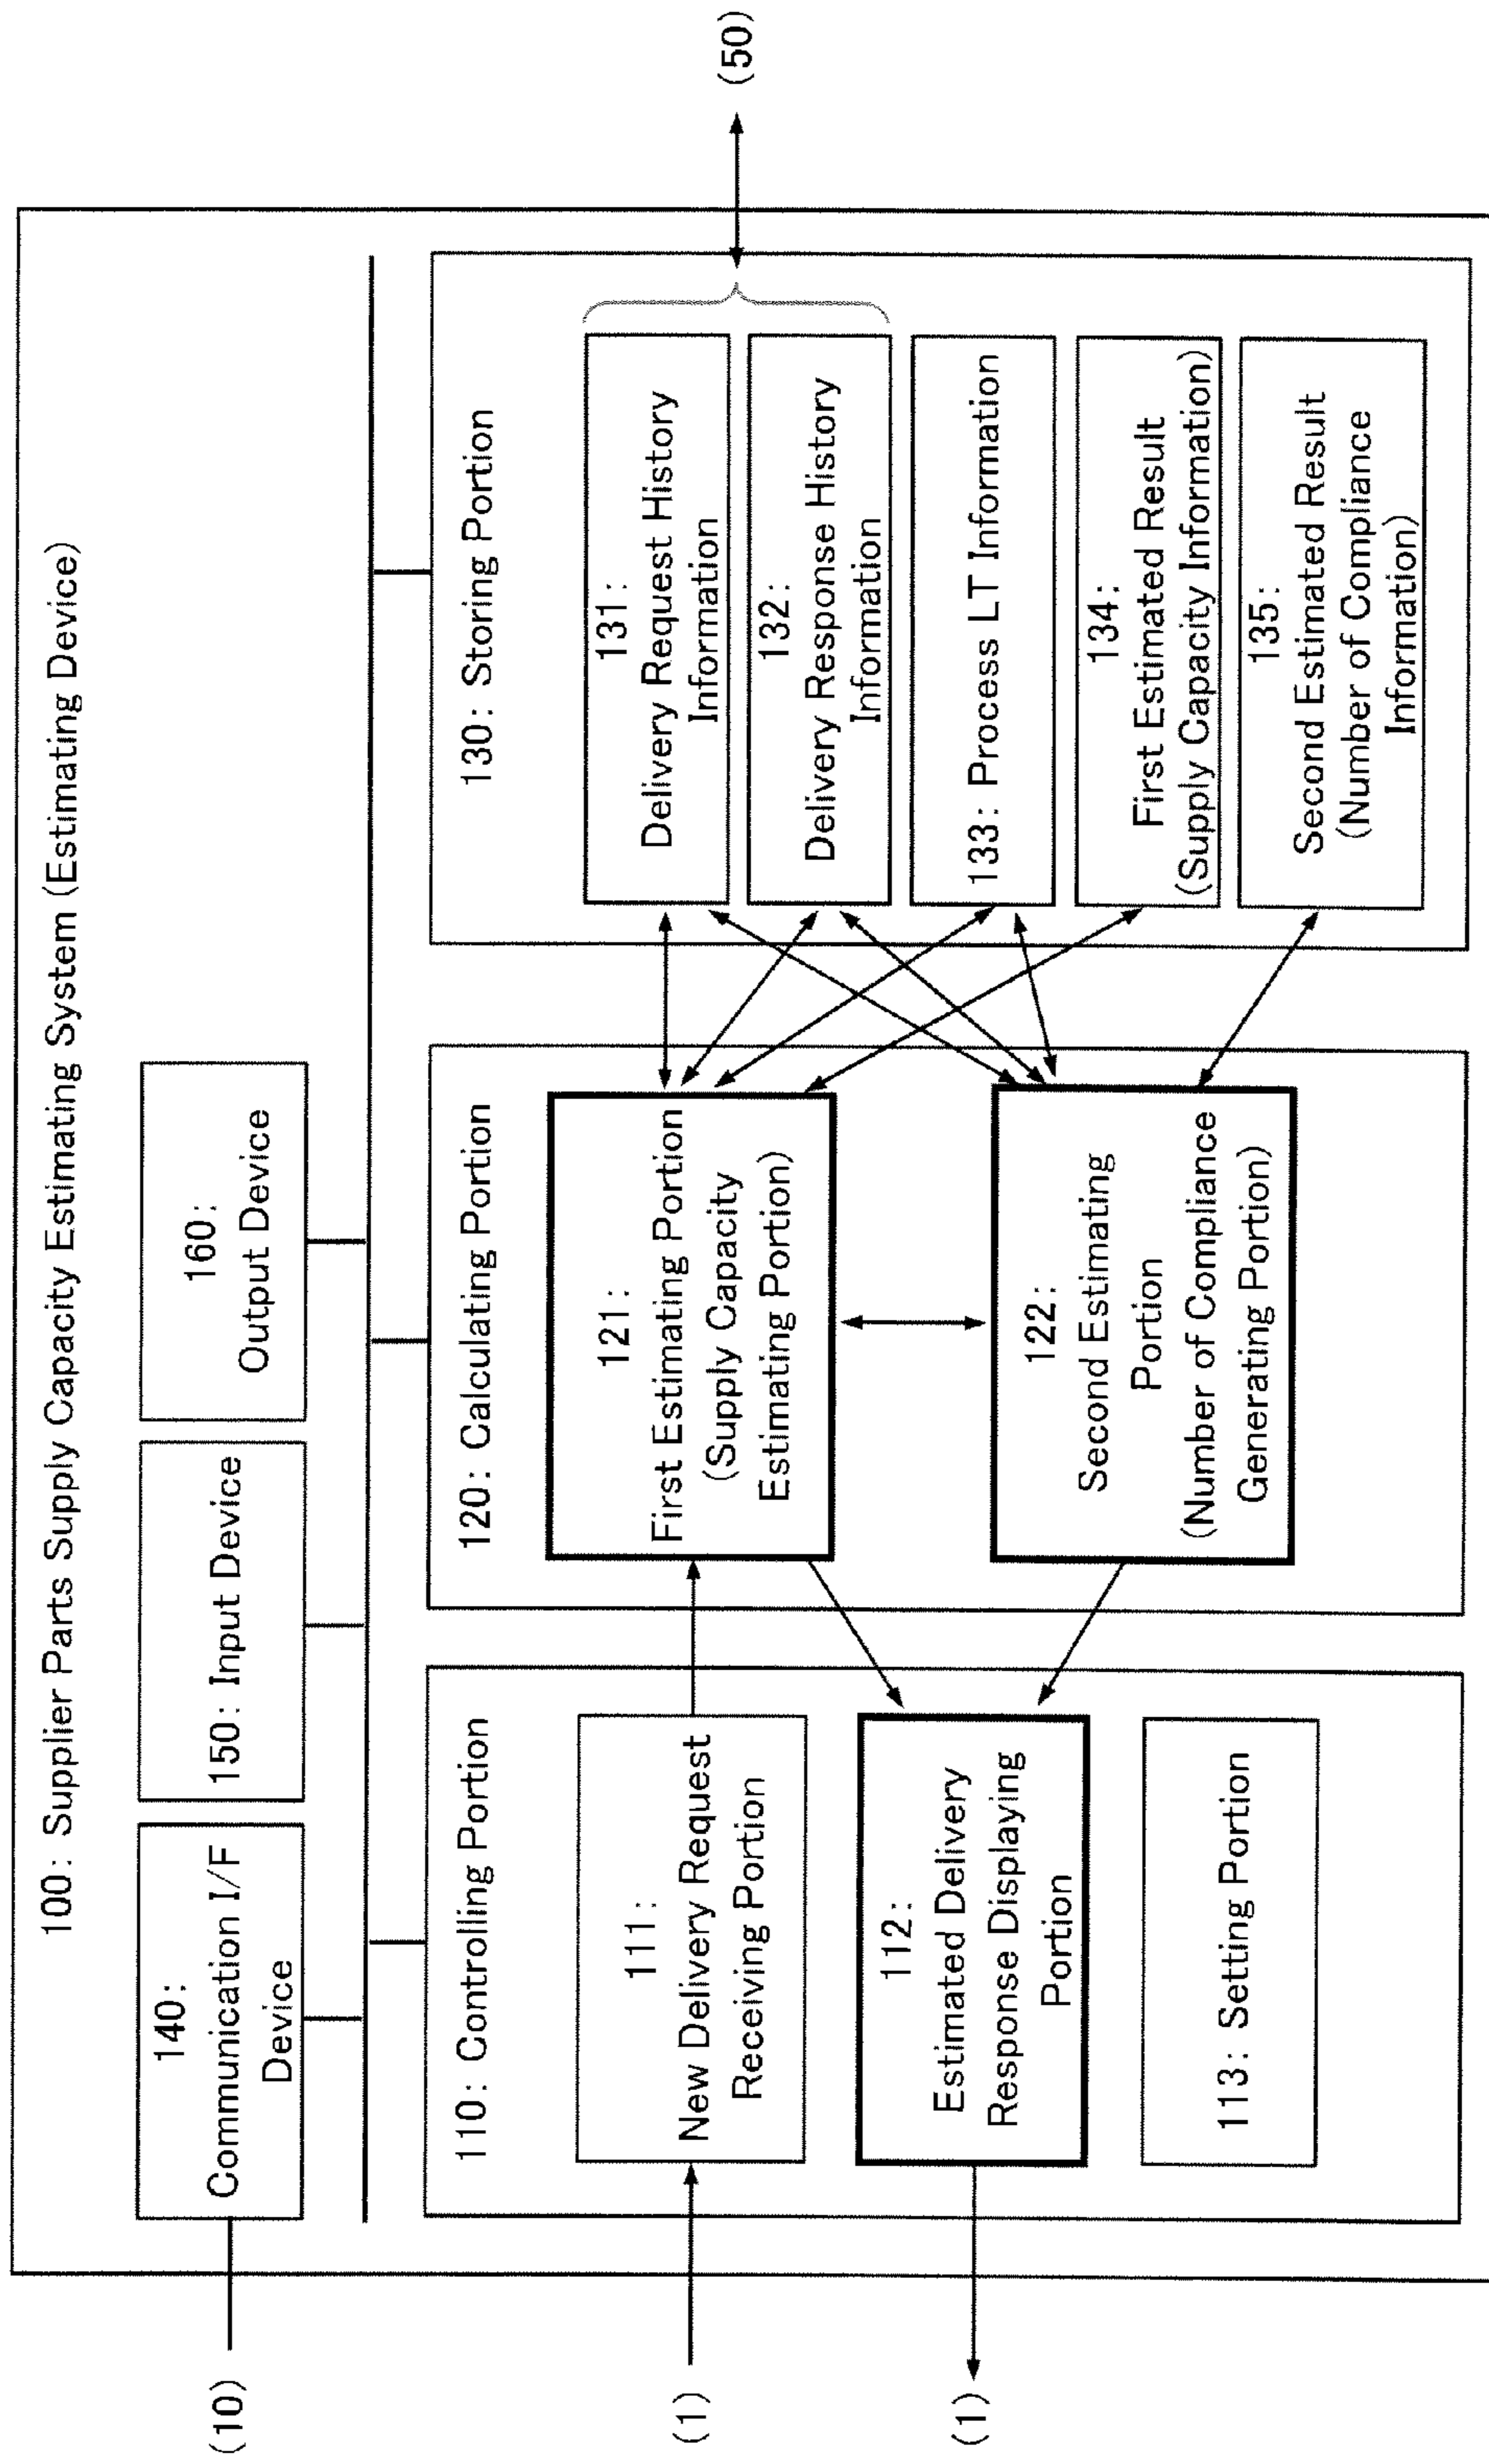 100: Supplier Parts Supply Capacity Estimating System (Estimating Device)
(10)
140:
Communication I/F
Device
150: Input Device
160:
Output Device
110: Controlling Portion
(1)
111:
New Delivery Request
Receiving Portion
(1)
112:
Estimated Delivery
Response Displaying
Portion
113: Setting Portion
120: Calculating Portion
121:
First Estimating Portion
(Supply Capacity
Estimating Portion)
122:
Second Estimating
Portion
(Number of Compliance
Generating Portion)
130: Storing Portion
131:
Delivery Request History
Information
132:
Delivery Response History
Information
133: Process LT Information
134:
First Estimated Result
(Supply Capacity Information)
135:
Second Estimated Result
(Number of Compliance
Information)
(50)